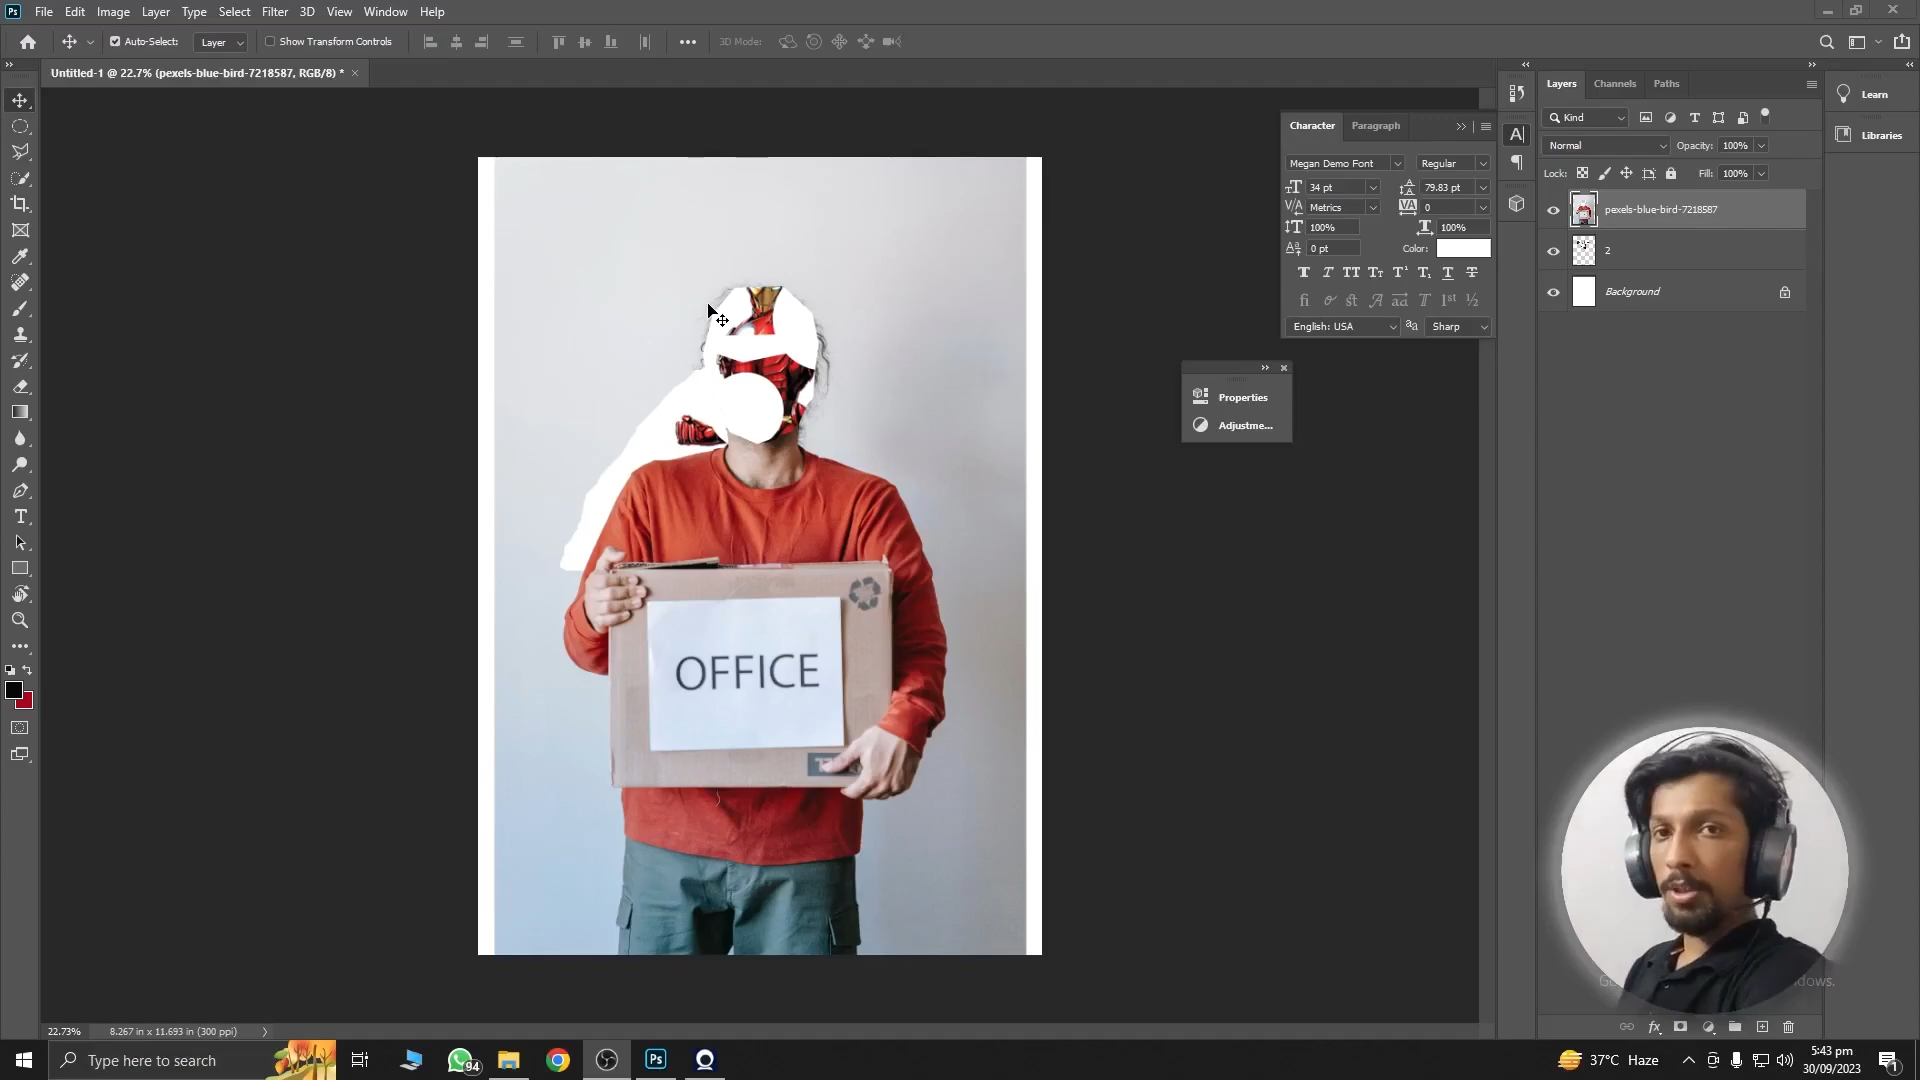 Ps File Edit Image Layer Type Select Filter 3D View Window Help
Auto-Select: Layer Show Transform Controls 3D Mode:
Untitled-1 @ 22.7% (pexels-blue-bird-7218587, RGB/8) *
Character Paragraph
Megan Demo Font Regular
34 pt 79.83 pt
Metrics 0
100% 100%
0 pt Color:
English: USA Sharp
Properties
Adjustme...
Layers Channels Paths
Kind
Normal Opacity: 100%
Lock: Fill: 100%
pexels-blue-bird-7218587
2
Background
Learn
Libraries
OFFICE
22.73% 8.267 in x 11.693 in (300 ppi)
Type here to search
94
Ps
37°C Haze
5:43 pm
30/09/2023
1